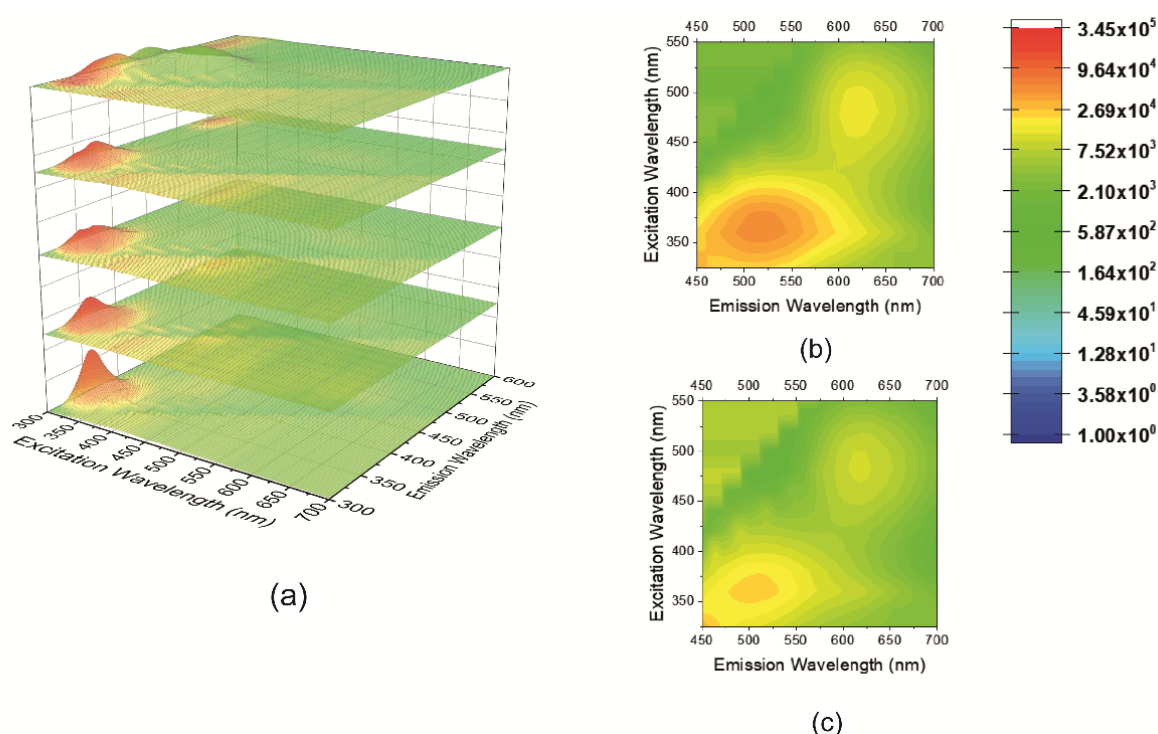 300
350
400
450
500
550
600
650
700
Excitation Wavelength (nm)
300
350
400
450
500
550
600
Emission Wavelength (nm)
(a)
450 500 550 600 650 700
550
500
450
400
350
Excitation Wavelength (nm)
450 500 550 600 650 700
Emission Wavelength (nm)
(b)
450 500 550 600 650 700
550
500
450
400
350
Excitation Wavelength (nm)
450 500 550 600 650 700
Emission Wavelength (nm)
(c)
3.45x10⁵
9.64x10⁴
2.69x10⁴
7.52x10³
2.10x10³
5.87x10²
1.64x10²
4.59x10¹
1.28x10¹
3.58x10⁰
1.00x10⁰